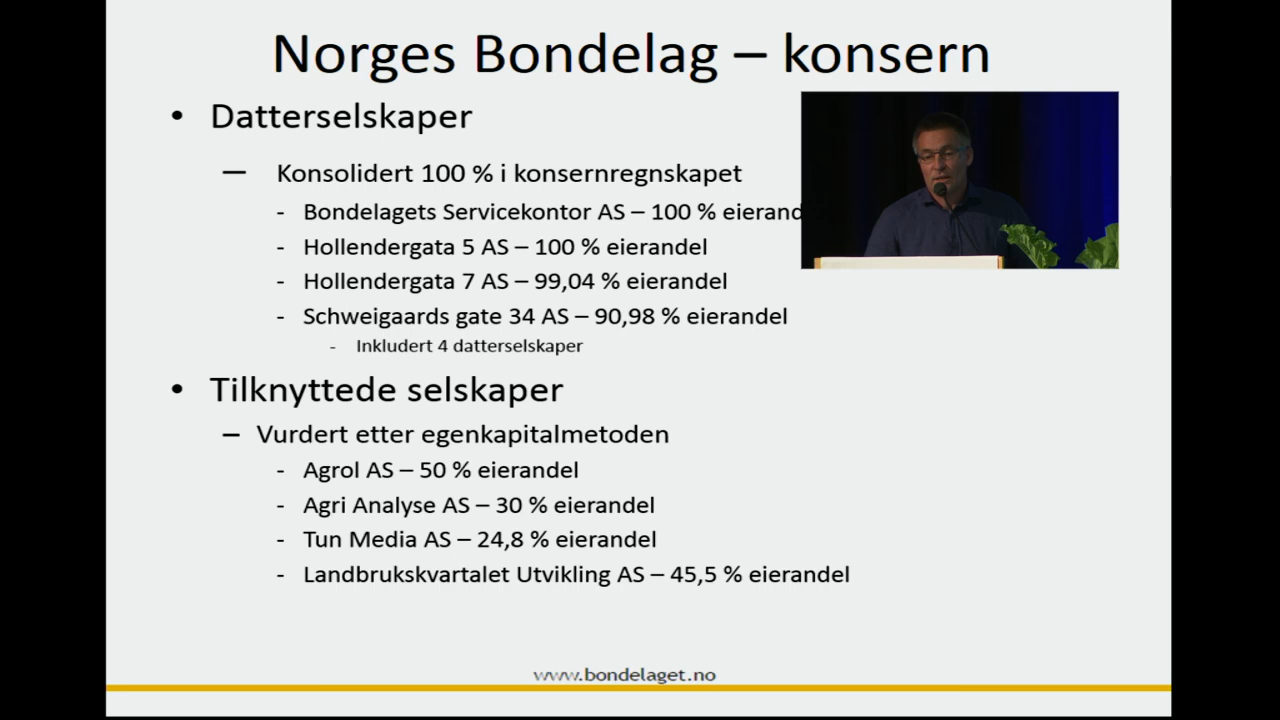 Norges Bondelag – konsern
• Datterselskaper
– Konsolidert 100 % i konsernregnskapet
- Bondelagets Servicekontor AS – 100 %
- Hollendergata 5 AS – 100 % eierandel
- Hollendergata 7 AS – 99,04 % eierandel
- Schweigaards gate 34 AS – 90,98 % eierandel
- Inkludert 4 datterselskaper
• Tilknyttede selskaper
– Vurdert etter egenkapitalmetoden
- Agrol AS – 50 % eierandel
- Agri Analyse AS – 30 % eierandel
- Tun Media AS – 24,8 % eierandel
- Landbrukskvartalet Utvikling AS – 45,5 % eierandel
www.bondelaget.no